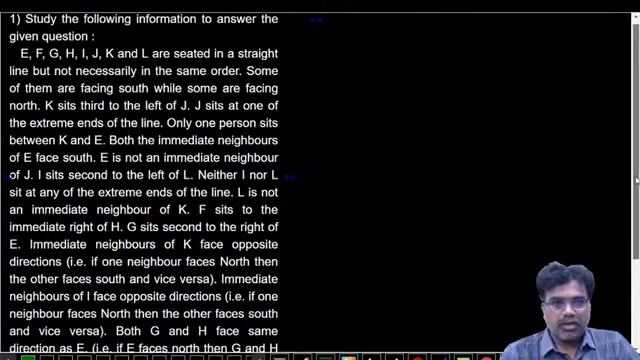 1) Study the following information to answer the
given question :
E, F, G, H, I, J, K and L are seated in a straight
line but not necessarily in the same order. Some
of them are facing south while some are facing
north. K sits third to the left of J. J sits at one of
the extreme ends of the line. Only one person sits
between K and E. Both the immediate neighbours
of E face south. E is not an immediate neighbour
of J. I sits second to the left of L. Neither I nor L
sit at any of the extreme ends of the line. L is not
an immediate neighbour of K. F sits to the
immediate right of H. G sits second to the right of
E. Immediate neighbours of K face opposite
directions (i.e. if one neighbour faces North then
the other faces south and vice versa). Immediate
neighbours of I face opposite directions (i.e. if one
neighbour faces North then the other faces south
and vice versa). Both G and H face same
direction as E. (i.e. if E faces north then G and H